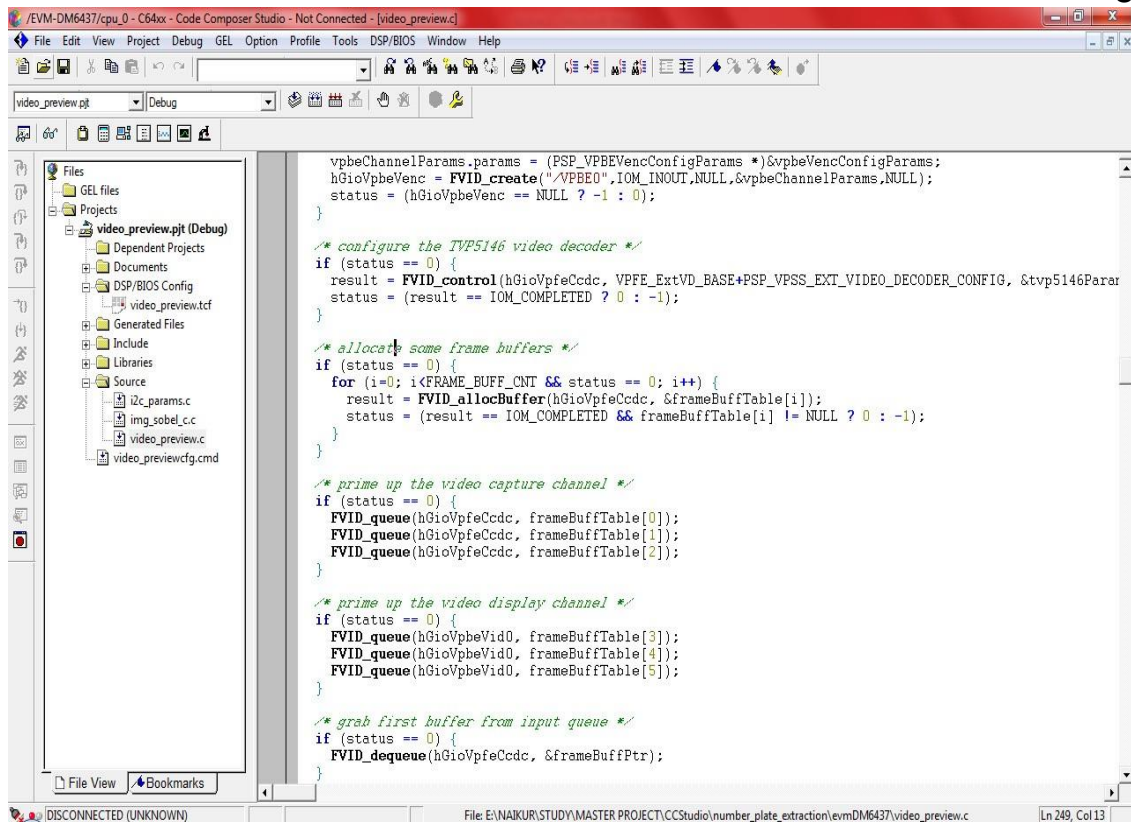 /EVM-DM6437/cpu_0 - C64xx - Code Composer Studio - Not Connected - [video_preview.c]
File Edit View Project Debug GEL Option Profile Tools DSP/BIOS Window Help
video_preview.pjt Debug
Files
GEL files
Projects
video_preview.pjt (Debug)
Dependent Projects
Documents
DSP/BIOS Config
video_preview.tcf
Generated Files
Include
Libraries
Source
i2c_params.c
img_sobel_c.c
video_preview.c
video_previewcfg.cmd
File View Bookmarks
vpbeChannelParams.params = (PSP_VPBEVencConfigParams *)&vpbeVencConfigParams;
hGioVpbeVenc = FVID_create("/VPBE0",IOM_INOUT,NULL,&vpbeChannelParams,NULL);
status = (hGioVpbeVenc == NULL ? -1 : 0);
}
/* configure the TVP5146 video decoder */
if (status == 0) {
result = FVID_control(hGioVpfeCcdc, VPFE_ExtVD_BASE+PSP_VPSS_EXT_VIDEO_DECODER_CONFIG, &tvp5146Parar
status = (result == IOM_COMPLETED ? 0 : -1);
}
/* allocate some frame buffers */
if (status == 0) {
for (i=0; i<FRAME_BUFF_CNT && status == 0; i++) {
result = FVID_allocBuffer(hGioVpfeCcdc, &frameBuffTable[i]);
status = (result == IOM_COMPLETED && frameBuffTable[i] != NULL ? 0 : -1);
}
}
/* prime up the video capture channel */
if (status == 0) {
FVID_queue(hGioVpfeCcdc, frameBuffTable[0]);
FVID_queue(hGioVpfeCcdc, frameBuffTable[1]);
FVID_queue(hGioVpfeCcdc, frameBuffTable[2]);
}
/* prime up the video display channel */
if (status == 0) {
FVID_queue(hGioVpbeVid0, frameBuffTable[3]);
FVID_queue(hGioVpbeVid0, frameBuffTable[4]);
FVID_queue(hGioVpbeVid0, frameBuffTable[5]);
}
/* grab first buffer from input queue */
if (status == 0) {
FVID_dequeue(hGioVpfeCcdc, &frameBuffPtr);
}
DISCONNECTED (UNKNOWN) File: E:\NAIKUR\STUDY\MASTER PROJECT\CCStudio\number_plate_extraction\evmDM6437\video_preview.c Ln 249, Col 13